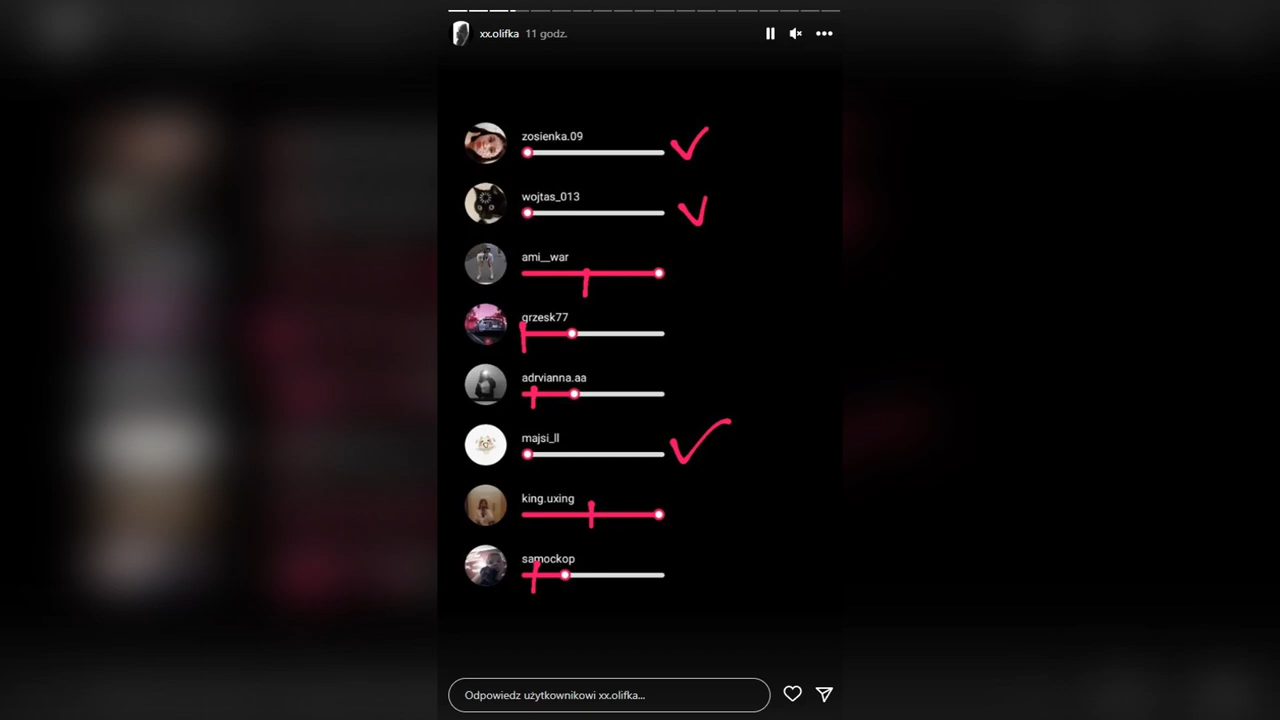 xx.olifka 11 godz.
zosienka.09
wojtas_013
ami__war
grzesk77
adrvianna.aa
majsi_ll
king.uxing
samockop
Odpowiedz użytkownikowi xx.olifka...